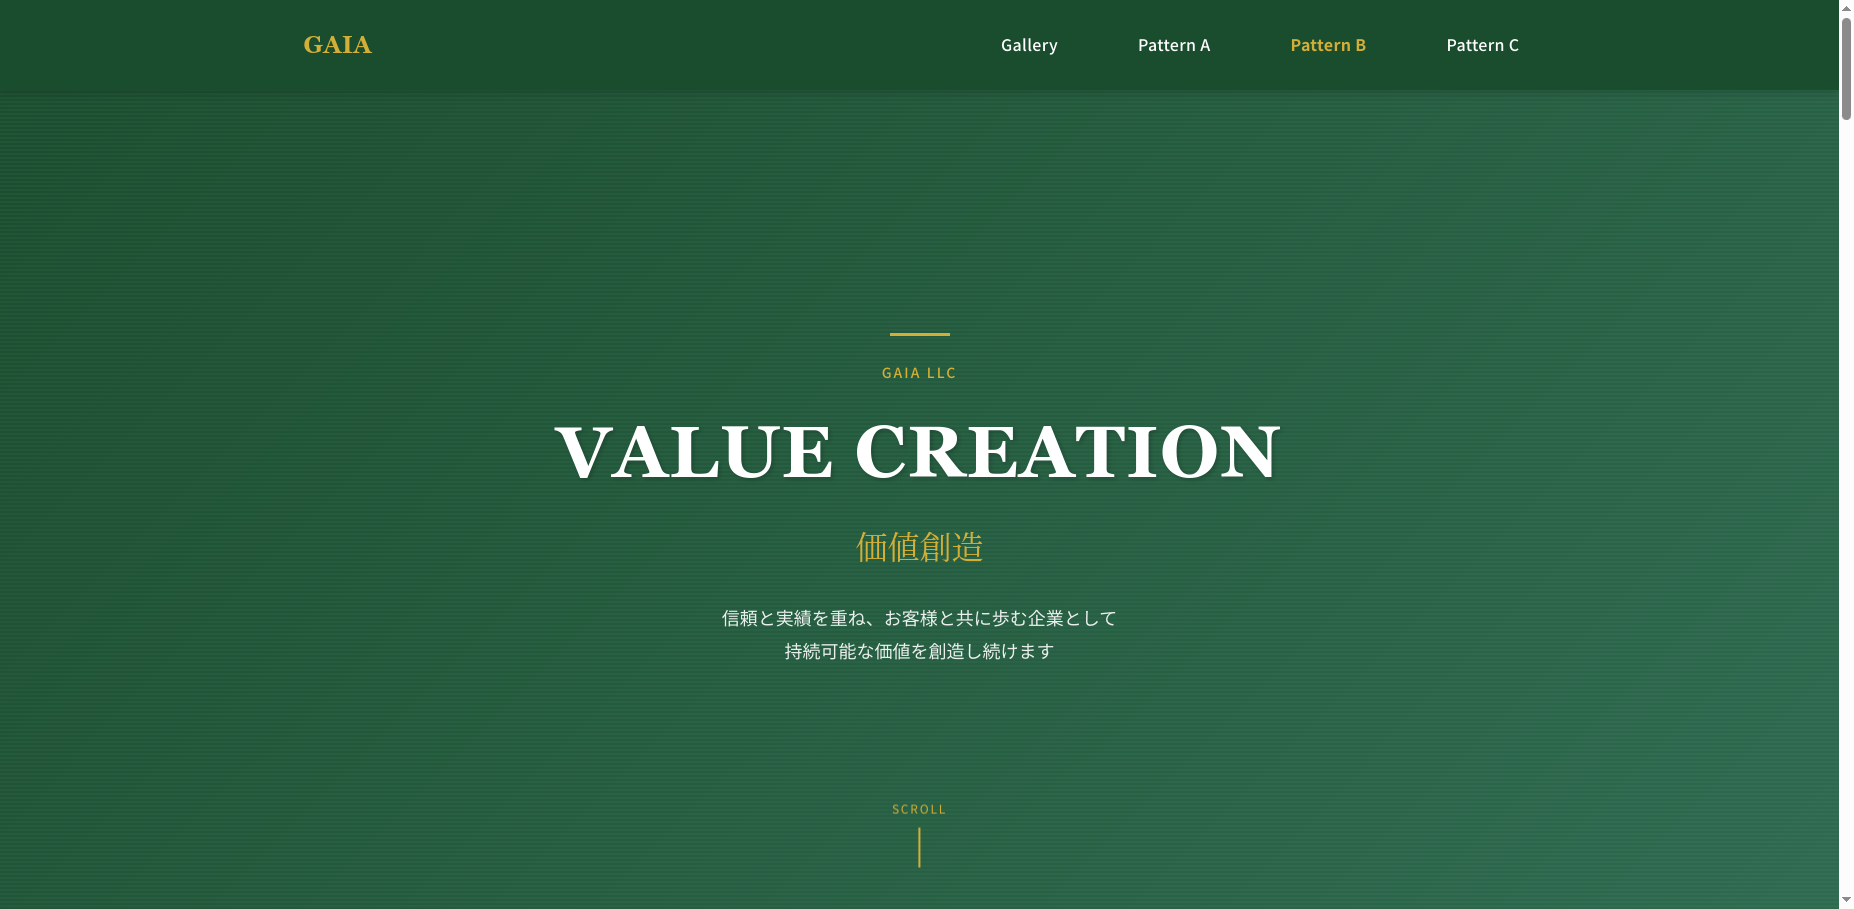 GAIA
Gallery
Pattern A
Pattern B
Pattern C
GAIA LLC
VALUE CREATION
価値創造
信頼と実績を重ね、お客様と共に歩む企業として
持続可能な価値を創造し続けます
SCROLL